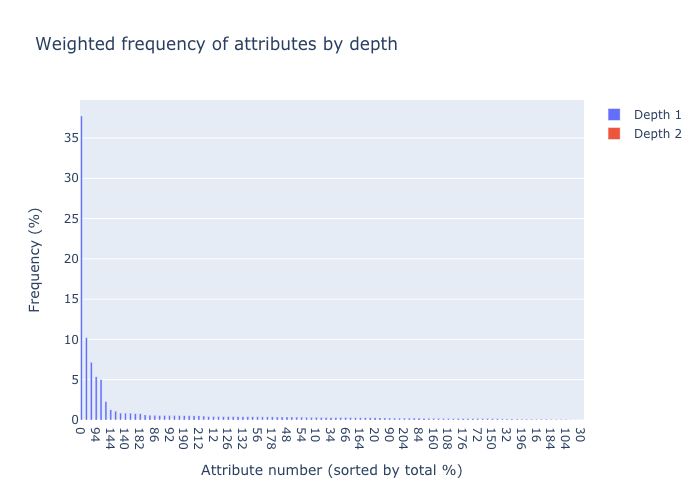 Weighted frequency of attributes by depth
Depth 1
Depth 2
Frequency (%)
35
30
25
20
15
10
5
0
0 94 144 140 182 86 92 190 212 12 126 132 56 178 48 54 10 34 66 164 20 90 204 84 160 108 176 72 150 32 196 16 184 104 30
Attribute number (sorted by total %)